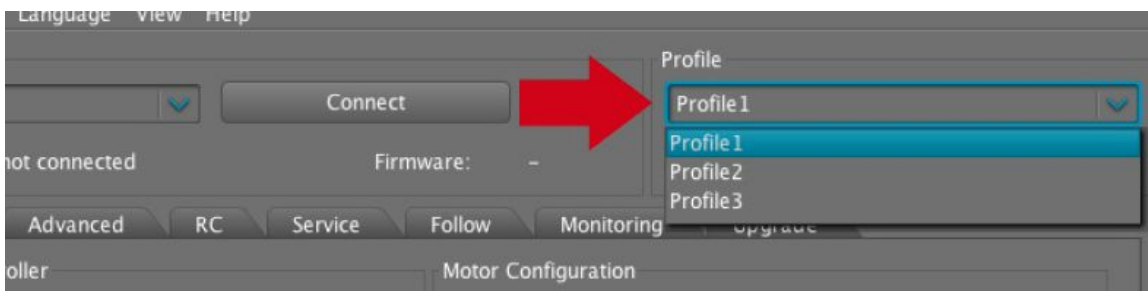 Language View Help
Profile
Connect
Profile1
Profile1
not connected
Firmware: -
Profile2
Profile3
Advanced RC Service Follow Monitoring Upgrade
oller
Motor Configuration